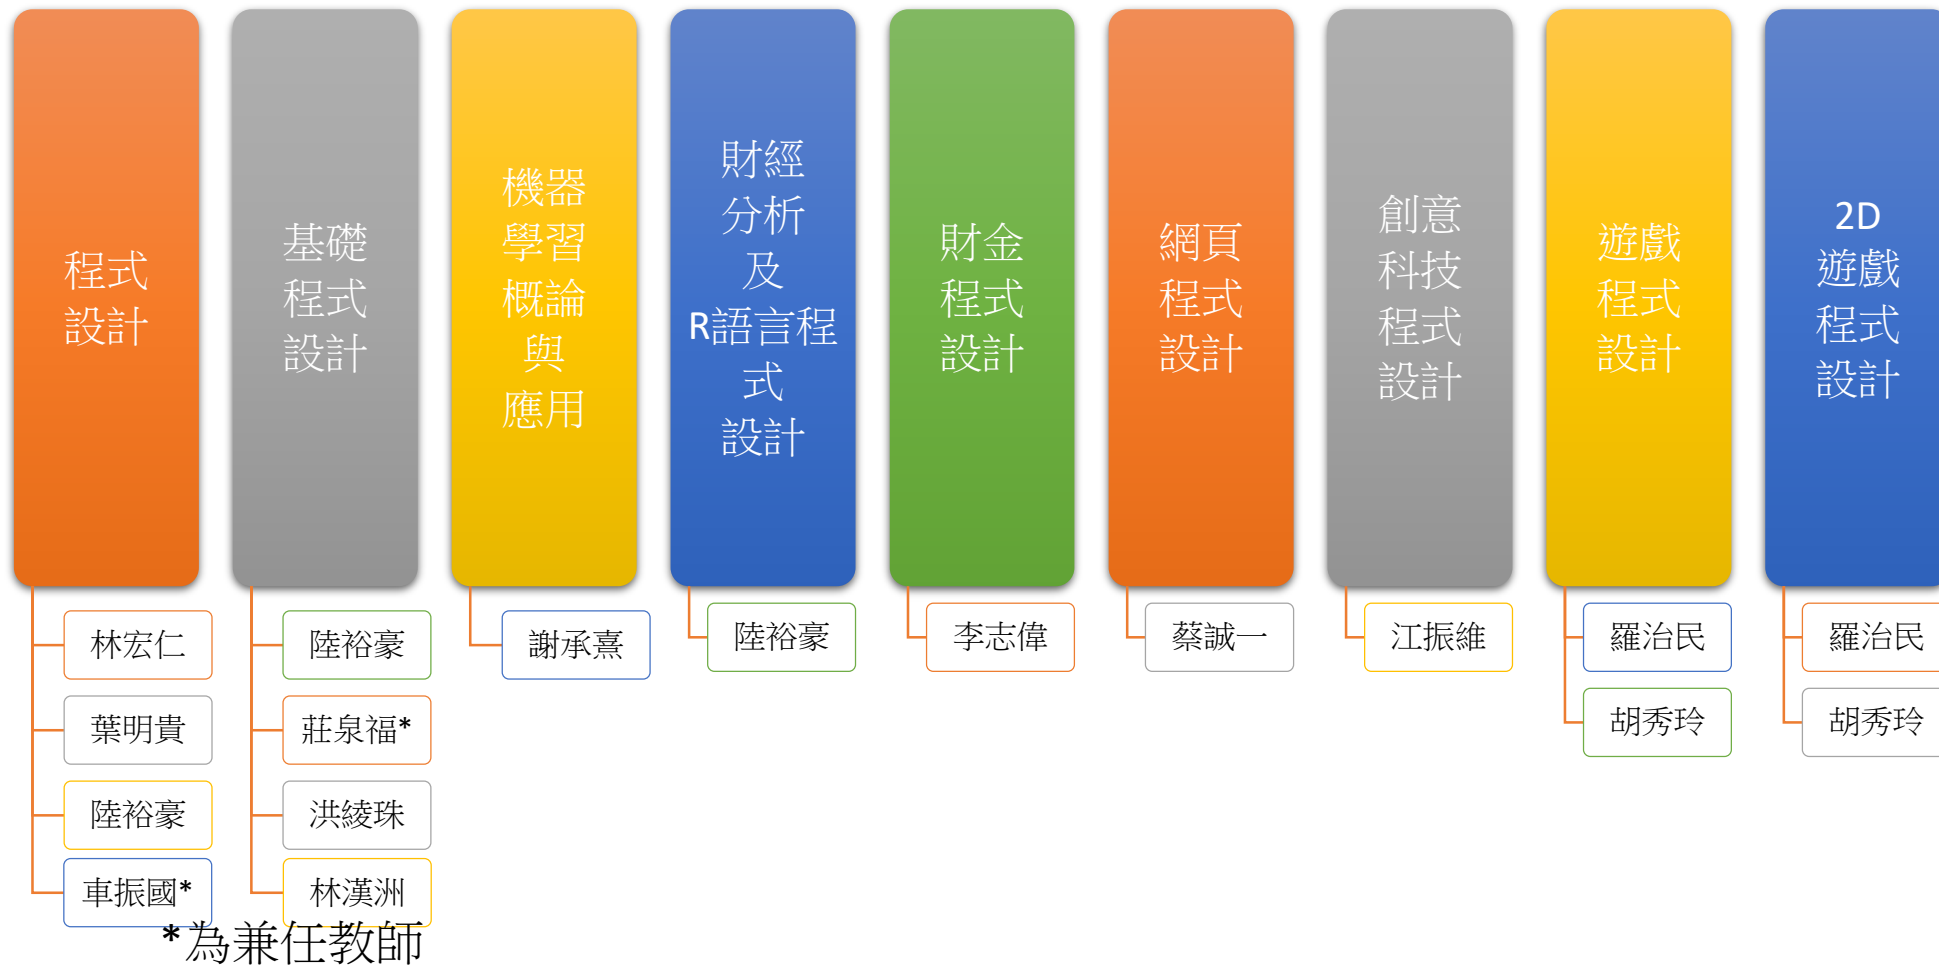 程式
設計
林宏仁
葉明貴
陸裕豪
車振國*
基礎
程式
設計
陸裕豪
莊泉福*
洪綾珠
林漢洲
機器
學習
概論
與
應用
謝承熹
財經
分析
及
R語言程
式
設計
陸裕豪
財金
程式
設計
李志偉
網頁
程式
設計
蔡誠一
創意
科技
程式
設計
江振維
遊戲
程式
設計
羅治民
胡秀玲
2D
遊戲
程式
設計
羅治民
胡秀玲
*為兼任教師